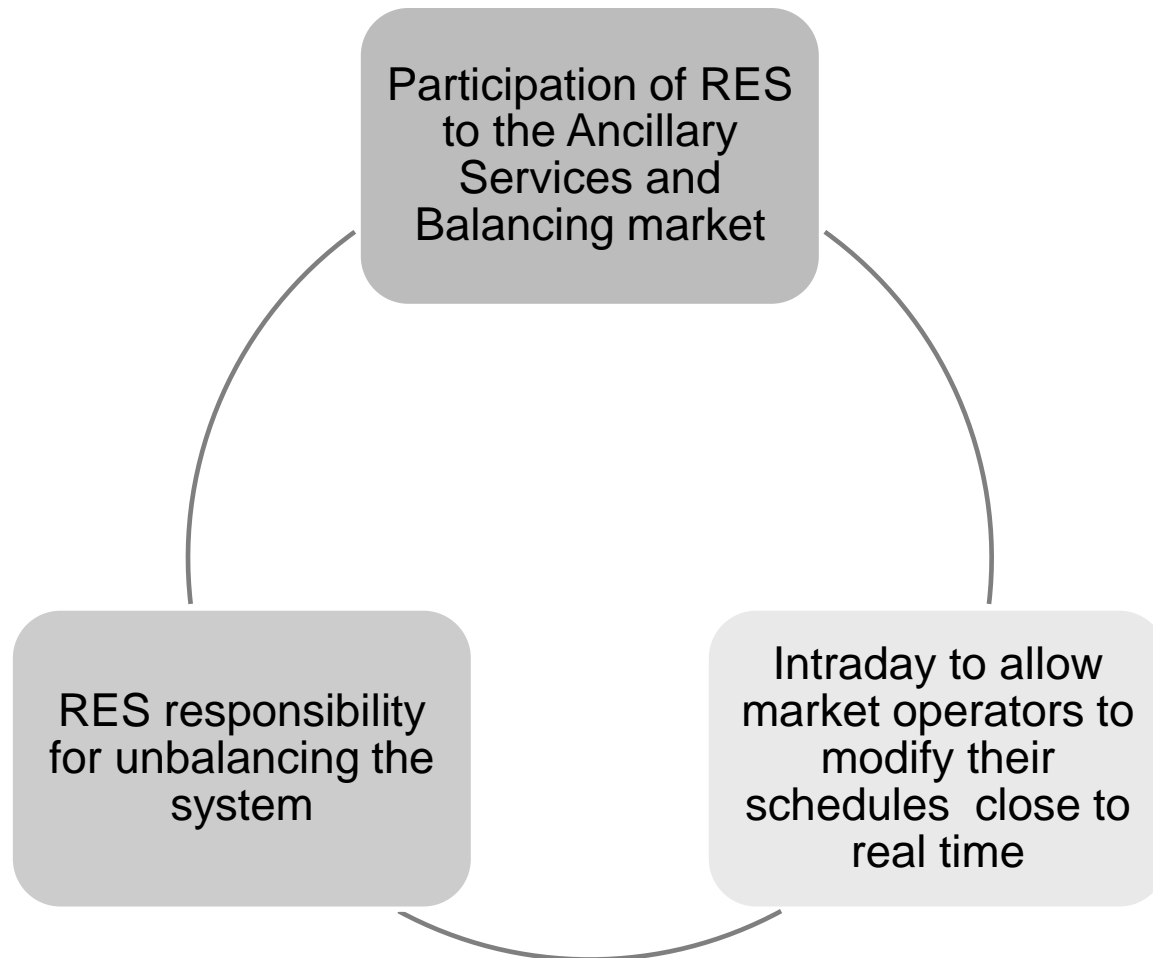 Participation of RES
to the Ancillary
Services and
Balancing market
RES responsibility
for unbalancing the
system
Intraday to allow
market operators to
modify their
schedules  close to
real time